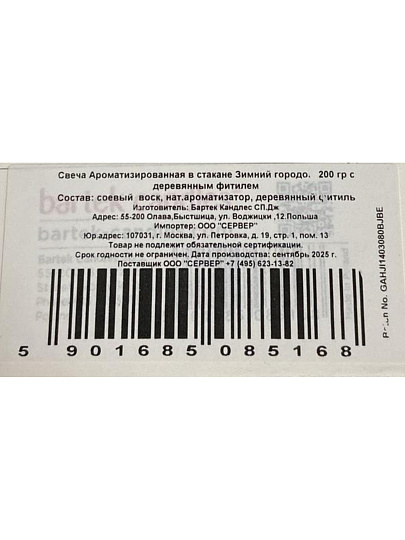 Свеча Ароматизированная в стакане Зимний городо. 200 гр с
деревянным фитилем
Состав: соевый воск, нат.ароматизатор, деревянный фитиль
Изготовитель: Бартек Кандлес СП.Дж
Адрес: 55-200 Олава,Быстшица, ул. Воджицки ,12.Польша
Импортер: ООО "СЕРВЕР"
Юр.адрес: 107031, г. Москва, ул. Петровка, д. 19, стр. 1, пом. 13
Товар не подлежит обязательной сертификации.
Срок годности не ограничен. Дата производства: сентябрь 2025 г.
Поставщик ООО "СЕРВЕР" +7 (495) 623-13-82
5 901685 085168
No. GAHJI1403080BJBE